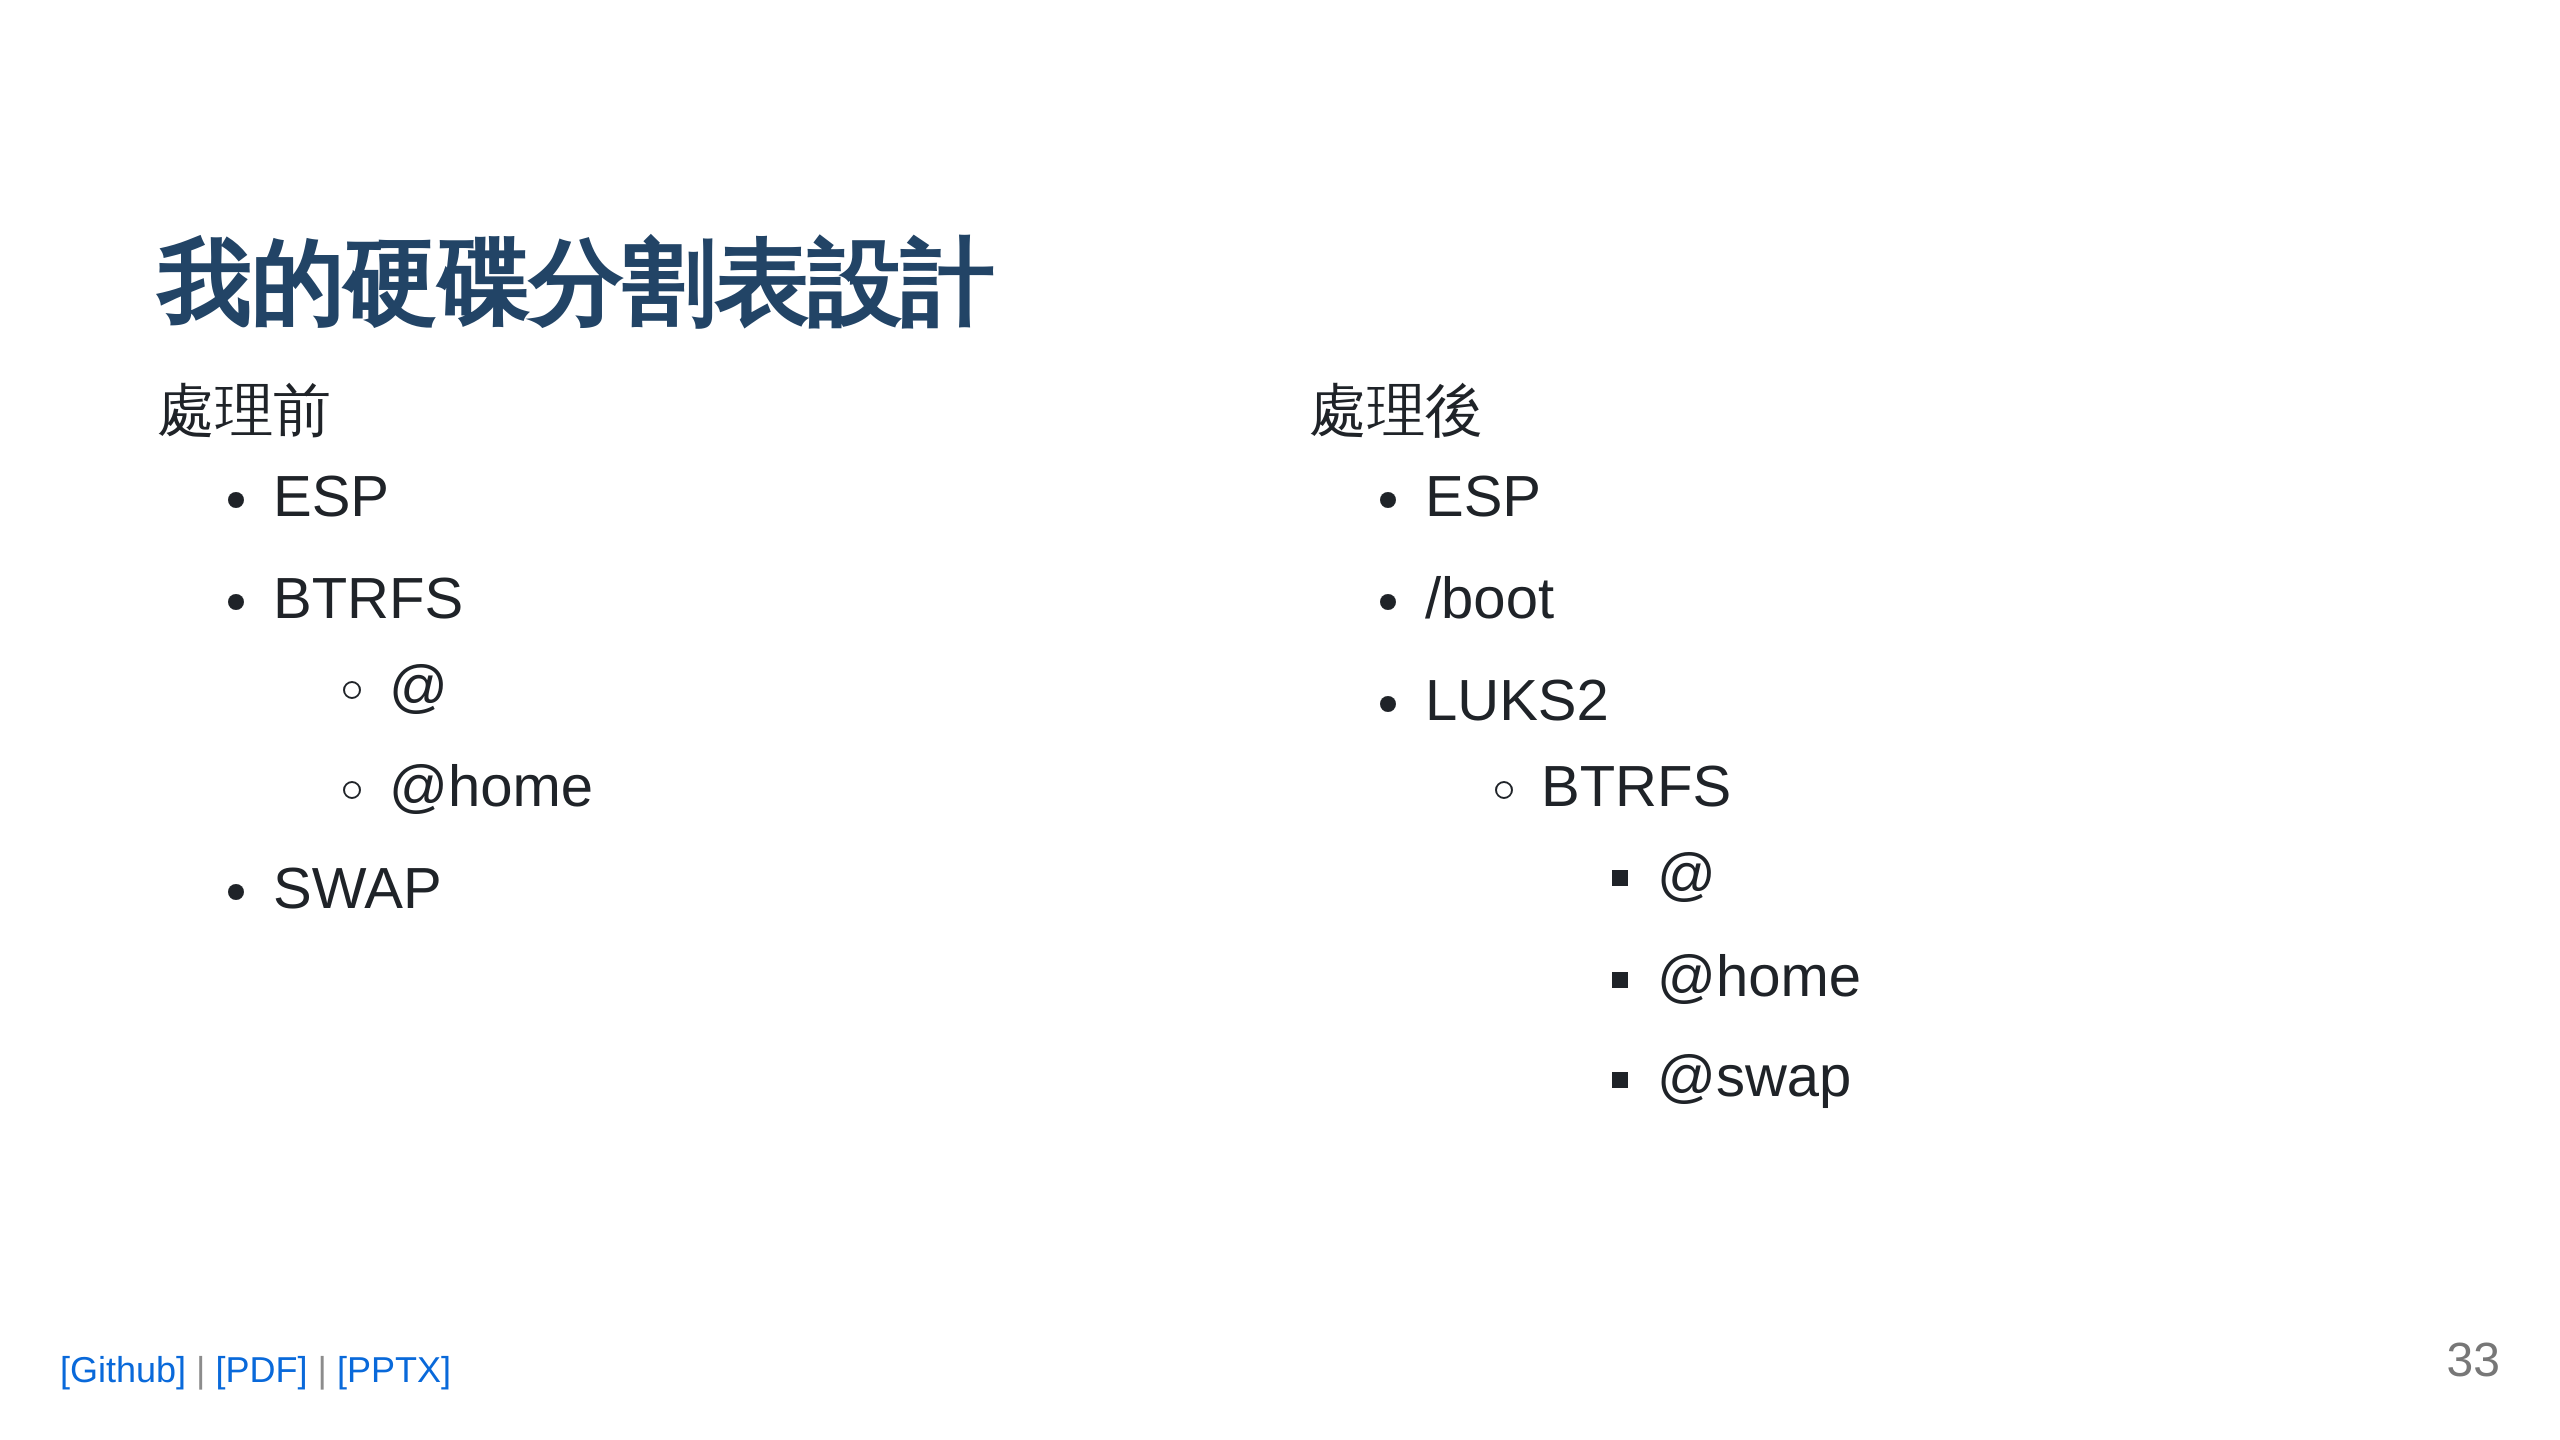 我的硬碟分割表設計
處理前
ESP
BTRFS
@
@home
SWAP
處理後
ESP
/boot
LUKS2
BTRFS
@
@home
@swap
[Github] | [PDF] | [PPTX]
33